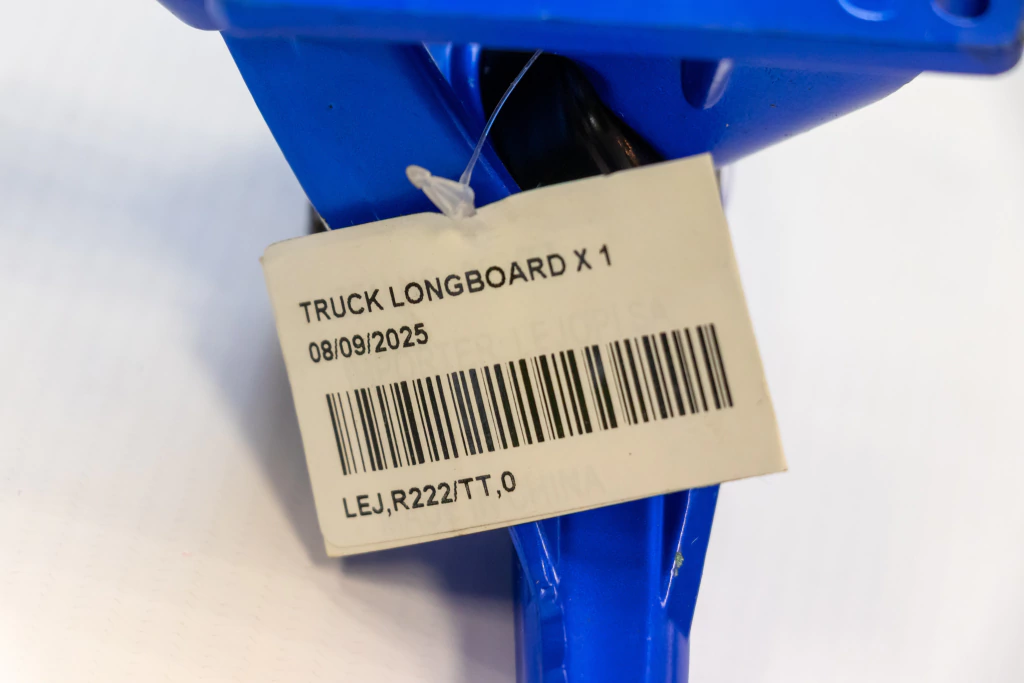 TRUCK LONGBOARD X 1
08/09/2025
LEJ,R222/TT,0